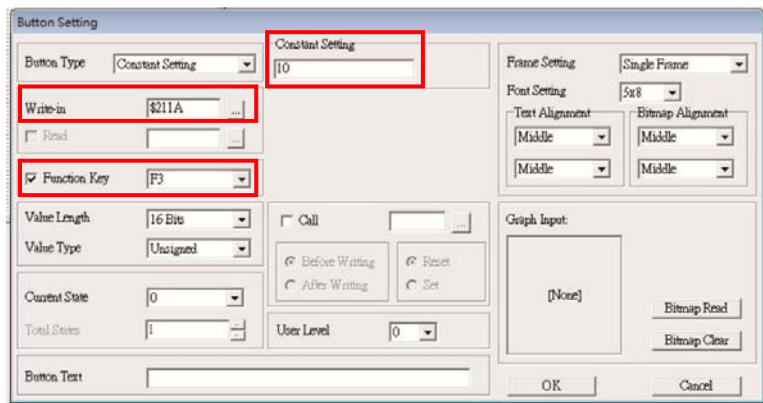 Button Setting
Button Type Constant Setting
Constant Setting
10
Write-in $211A ...
Read ...
Function Key F3
Value Length 16 Bits
Value Type Unsigned
Current State 0
Total States 1
Call ...
Before Writing Reset
After Writing Set
User Level 0
Button Text
Frame Setting Single Frame
Font Setting 5x8
Text Alignment Bitmap Alignment
Middle Middle
Middle Middle
Graph Input:
[None]
Bitmap Read
Bitmap Clear
OK Cancel